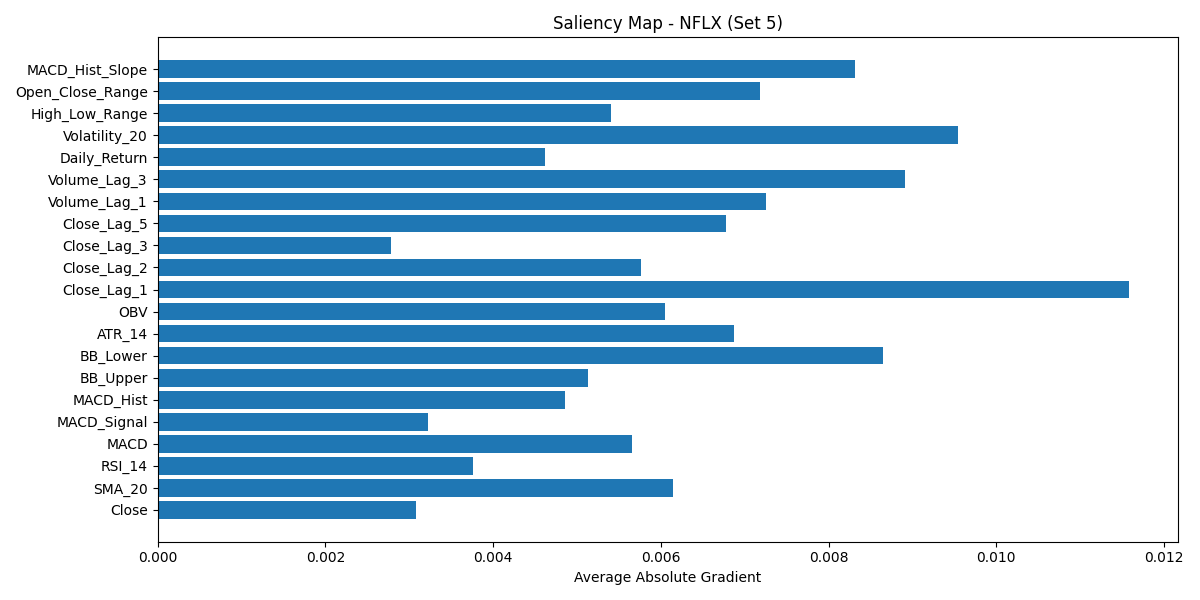 Saliency Map - NFLX (Set 5)
MACD_Hist_Slope
Open_Close_Range
High_Low_Range
Volatility_20
Daily_Return
Volume_Lag_3
Volume_Lag_1
Close_Lag_5
Close_Lag_3
Close_Lag_2
Close_Lag_1
OBV
ATR_14
BB_Lower
BB_Upper
MACD_Hist
MACD_Signal
MACD
RSI_14
SMA_20
Close
0.000 0.002 0.004 0.006 0.008 0.010 0.012
Average Absolute Gradient